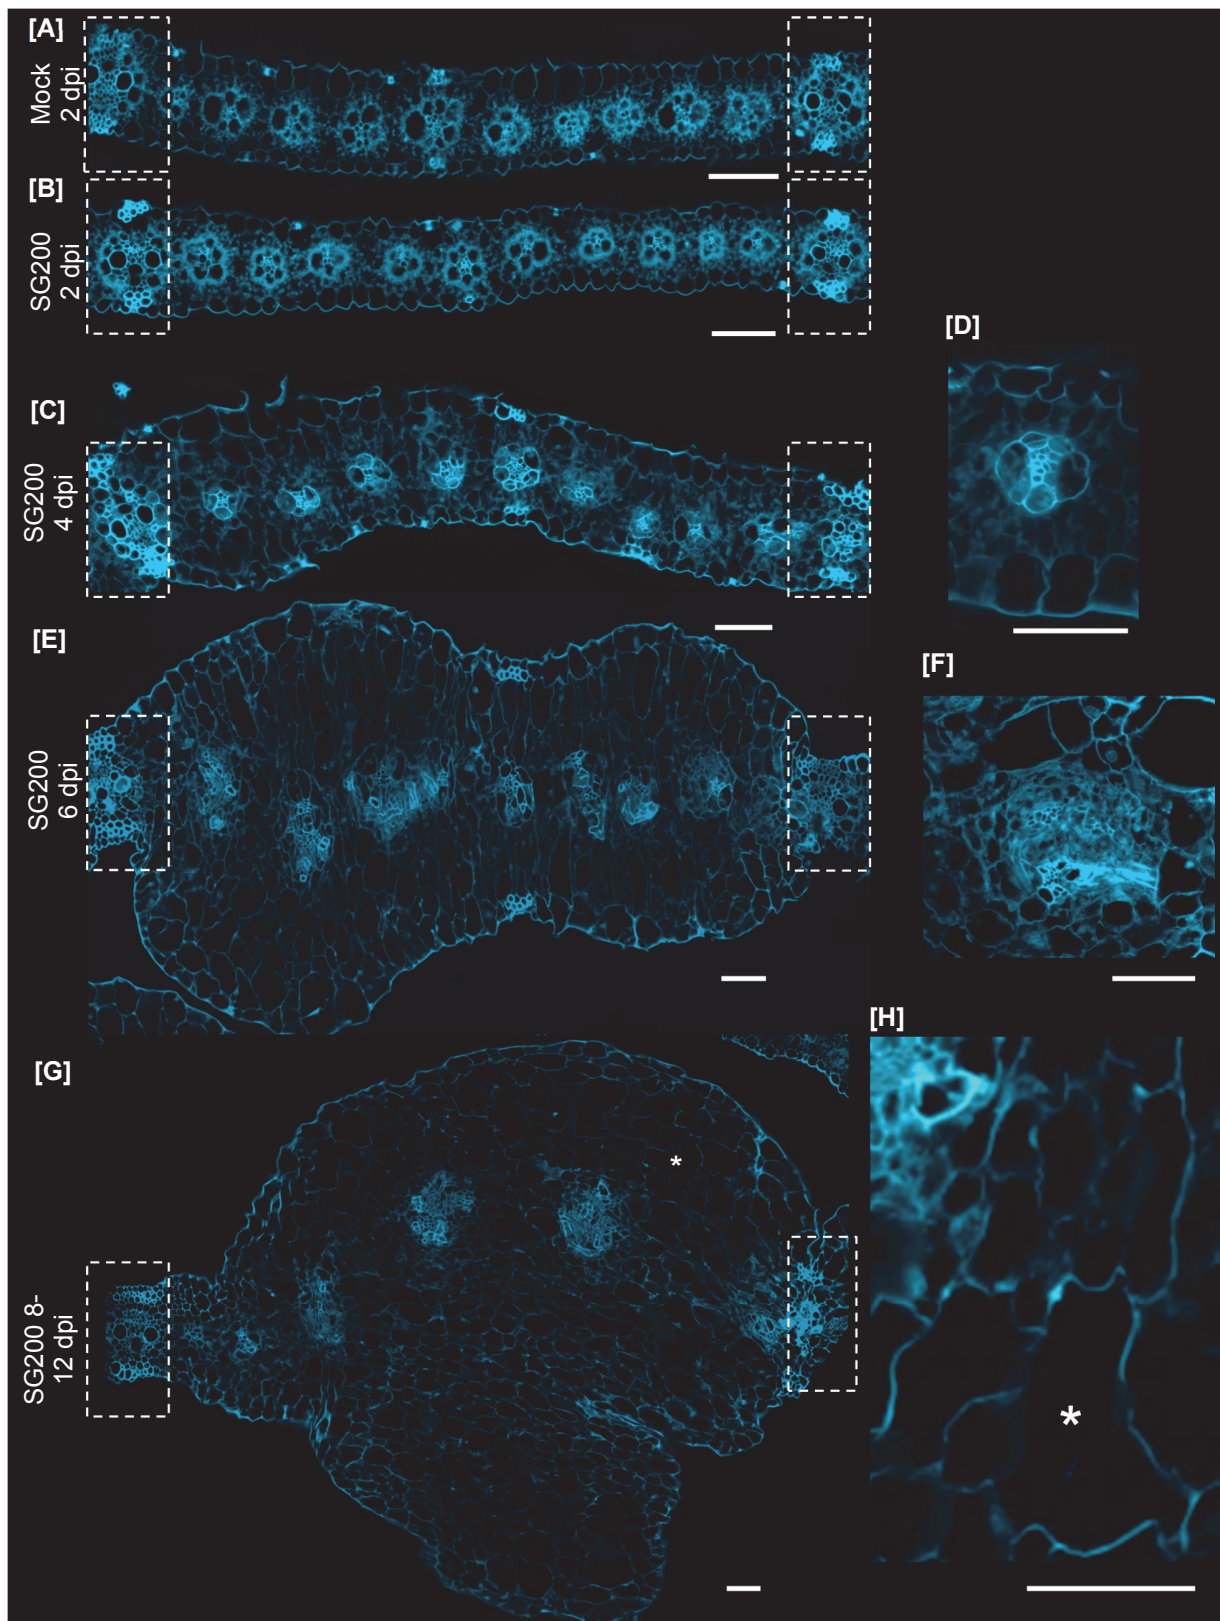 [A]
Mock
2 dpi
[B]
SG200
2 dpi
[C]
SG200
4 dpi
[D]
[E]
SG200
6 dpi
[F]
[G]
SG200 8-
12 dpi
*
[H]
*